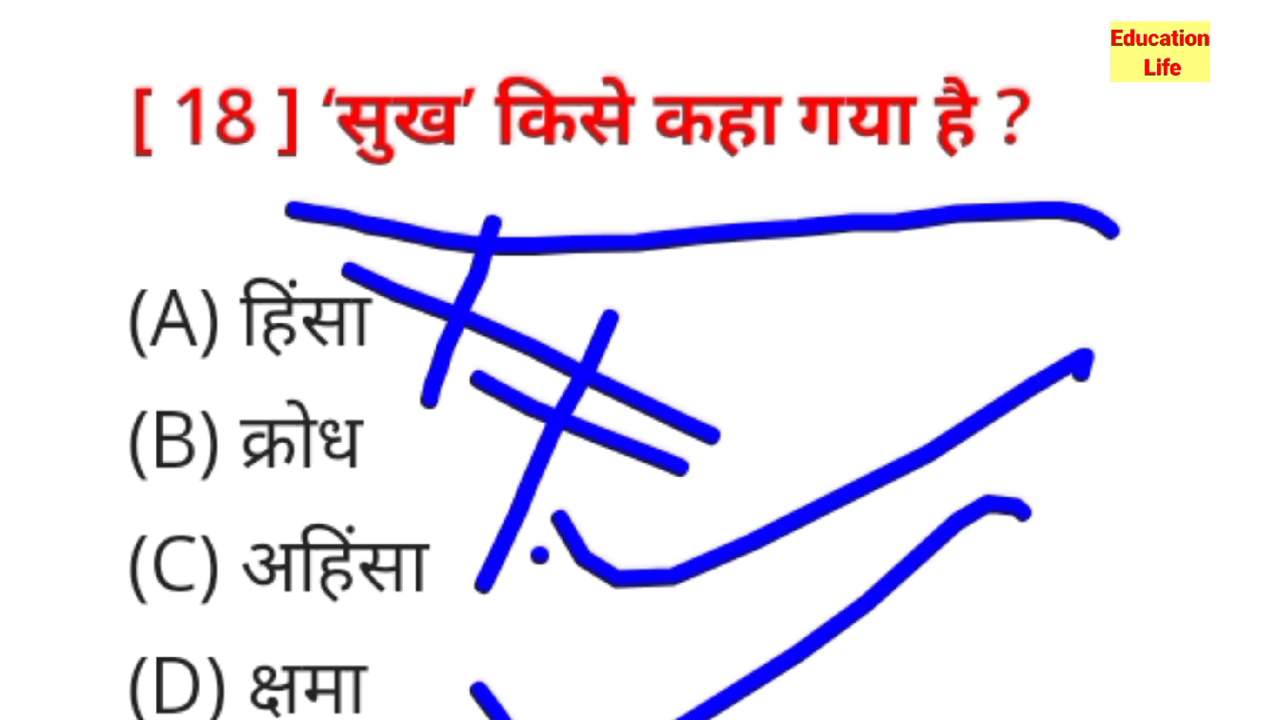 Education
Life
[ 18 ] ‘सुख’ किसे कहा गया है ?
(A) हिंसा
(B) क्रोध
(C) अहिंसा
(D) क्षमा